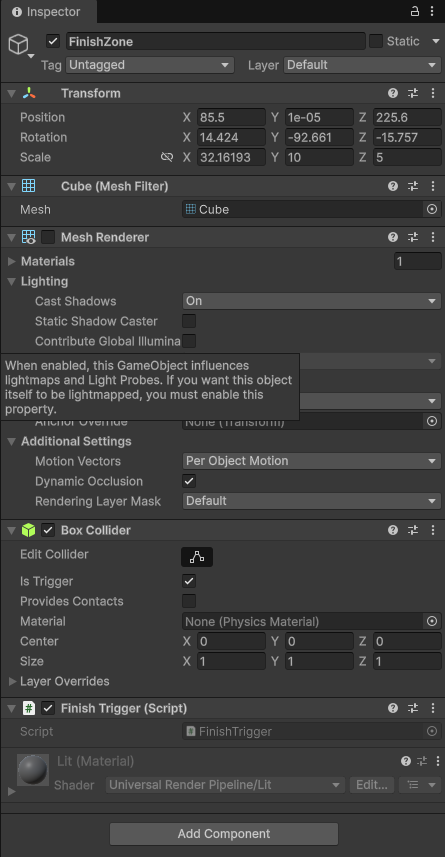 Inspector
FinishZone Static
Tag Untagged Layer Default
Transform
Position X 85.5 Y 1e-05 Z 225.6
Rotation X 14.424 Y -92.661 Z -15.757
Scale X 32.16193 Y 10 Z 5
Cube (Mesh Filter)
Mesh Cube
Mesh Renderer
Materials 1
Lighting
Cast Shadows On
Static Shadow Caster
Contribute Global Illumina
When enabled, this GameObject influences
lightmaps and Light Probes. If you want this object
itself to be lightmapped, you must enable this
property.
Anchor Override None (Transform)
Additional Settings
Motion Vectors Per Object Motion
Dynamic Occlusion
Rendering Layer Mask Default
Box Collider
Edit Collider
Is Trigger
Provides Contacts
Material None (Physics Material)
Center X 0 Y 0 Z 0
Size X 1 Y 1 Z 1
Layer Overrides
# Finish Trigger (Script)
Script # FinishTrigger
Lit (Material)
Shader Universal Render Pipeline/Lit Edit...
Add Component